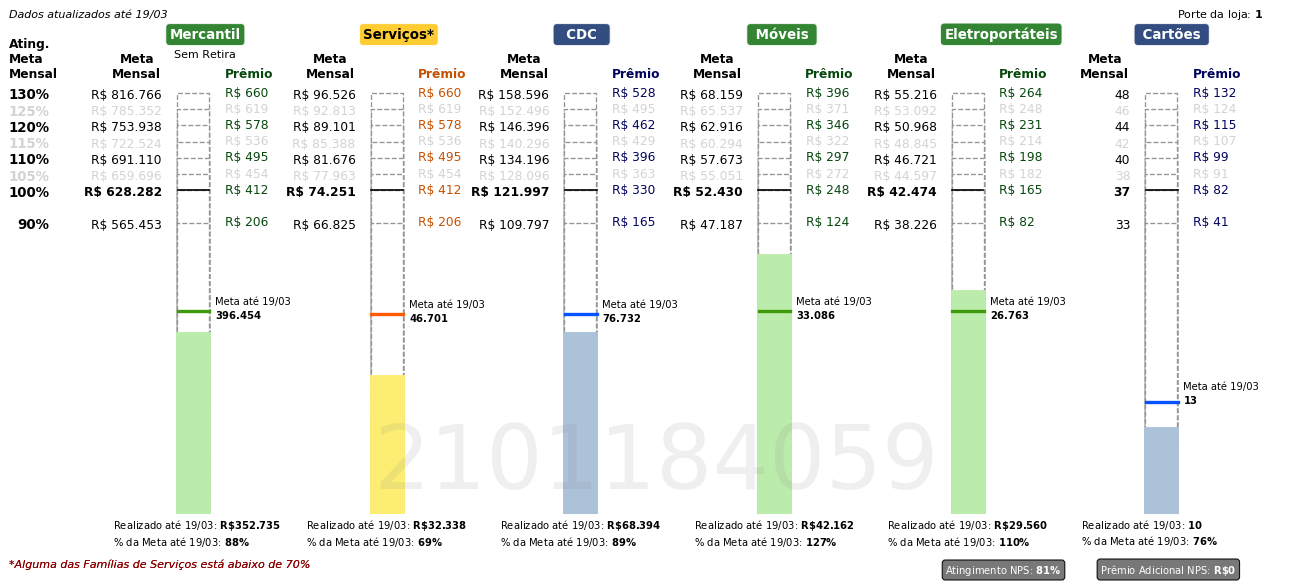 Dados atualizados até 19/03
Porte da loja: 1
Mercantil Serviços* CDC Móveis Eletroportáteis Cartões
Sem Retira
Ating. Meta Mensal
Meta Mensal Prêmio Meta Mensal Prêmio Meta Mensal Prêmio Meta Mensal Prêmio Meta Mensal Prêmio Meta Mensal Prêmio
130% R$ 816.766 R$ 660 R$ 96.526 R$ 660 R$ 158.596 R$ 528 R$ 68.159 R$ 396 R$ 55.216 R$ 264 48 R$ 132
125% R$ 785.352 R$ 619 R$ 92.813 R$ 619 R$ 152.496 R$ 495 R$ 65.537 R$ 371 R$ 53.092 R$ 248 46 R$ 124
120% R$ 753.938 R$ 578 R$ 89.101 R$ 578 R$ 146.396 R$ 462 R$ 62.916 R$ 346 R$ 50.968 R$ 231 44 R$ 115
115% R$ 722.524 R$ 536 R$ 85.388 R$ 536 R$ 140.296 R$ 429 R$ 60.294 R$ 322 R$ 48.845 R$ 214 42 R$ 107
110% R$ 691.110 R$ 495 R$ 81.676 R$ 495 R$ 134.196 R$ 396 R$ 57.673 R$ 297 R$ 46.721 R$ 198 40 R$ 99
105% R$ 659.696 R$ 454 R$ 77.963 R$ 454 R$ 128.096 R$ 363 R$ 55.051 R$ 272 R$ 44.597 R$ 182 38 R$ 91
100% R$ 628.282 R$ 412 R$ 74.251 R$ 412 R$ 121.997 R$ 330 R$ 52.430 R$ 248 R$ 42.474 R$ 165 37 R$ 82
90% R$ 565.453 R$ 206 R$ 66.825 R$ 206 R$ 109.797 R$ 165 R$ 47.187 R$ 124 R$ 38.226 R$ 82 33 R$ 41
Meta até 19/03 Meta até 19/03 Meta até 19/03 Meta até 19/03 Meta até 19/03
396.454 46.701 76.732 33.086 26.763
Meta até 19/03
13
2101184059
Realizado até 19/03: R$352.735 Realizado até 19/03: R$32.338 Realizado até 19/03: R$68.394 Realizado até 19/03: R$42.162 Realizado até 19/03: R$29.560 Realizado até 19/03: 10
% da Meta até 19/03: 88% % da Meta até 19/03: 69% % da Meta até 19/03: 89% % da Meta até 19/03: 127% % da Meta até 19/03: 110% % da Meta até 19/03: 76%
*Alguma das Famílias de Serviços está abaixo de 70%
Atingimento NPS: 81% Prêmio Adicional NPS: R$0